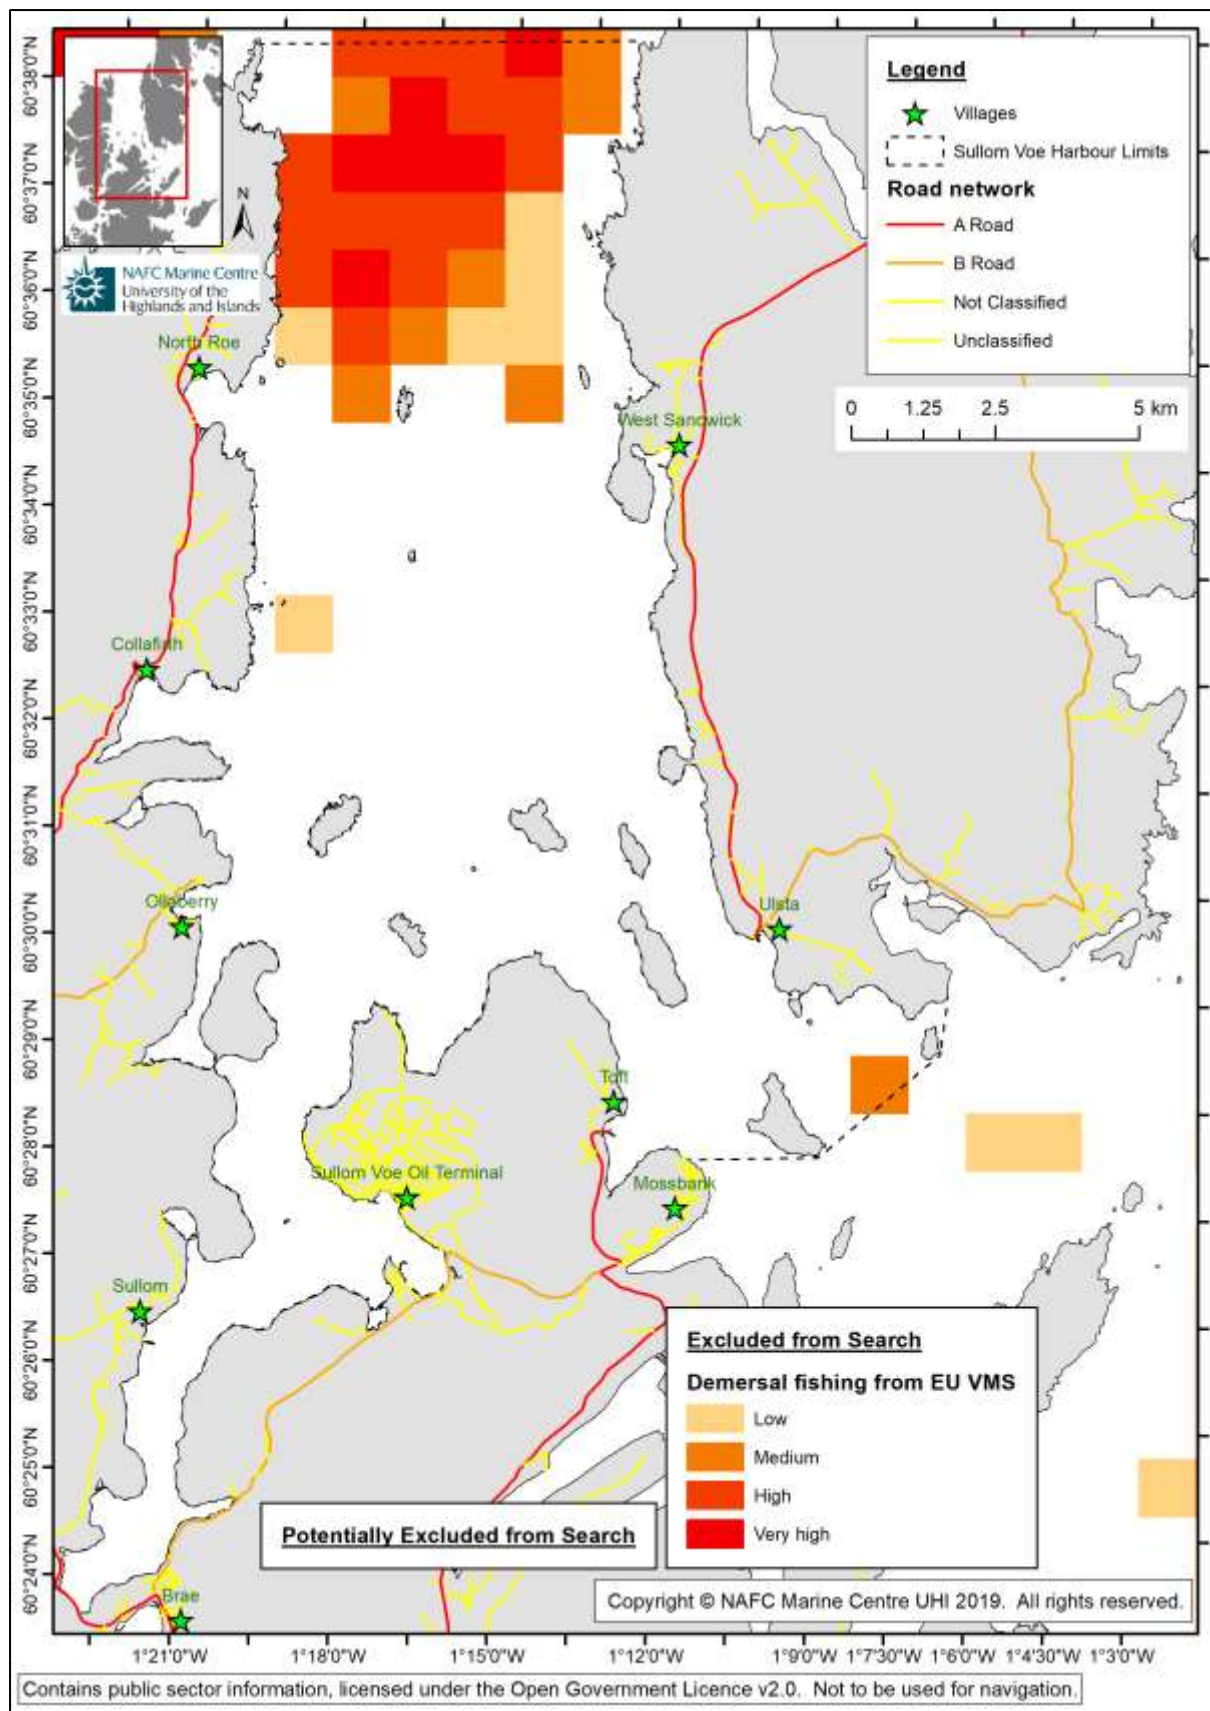 Legend
Villages
Sullom Voe Harbour Limits
Road network
A Road
B Road
Not Classified
Unclassified
0 1.25 2.5 5 km
N
NAFC Marine Centre
University of the
Highlands and Islands
North Roe
West Sandwick
Collafirth
Ollaberry
Ulsta
Toft
Sullom Voe Oil Terminal
Mossbank
Sullom
Brae
Excluded from Search
Demersal fishing from EU VMS
Low
Medium
High
Very high
Potentially Excluded from Search
Copyright © NAFC Marine Centre UHI 2019. All rights reserved.
60°38'0"N
60°37'0"N
60°36'0"N
60°35'0"N
60°34'0"N
60°33'0"N
60°32'0"N
60°31'0"N
60°30'0"N
60°29'0"N
60°28'0"N
60°27'0"N
60°26'0"N
60°25'0"N
60°24'0"N
1°21'0"W 1°18'0"W 1°15'0"W 1°12'0"W 1°9'0"W 1°7'30"W 1°6'0"W 1°4'30"W 1°3'0"W
Contains public sector information, licensed under the Open Government Licence v2.0. Not to be used for navigation.